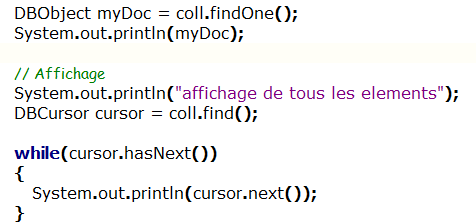 DBObject myDoc = coll.findOne();
System.out.println(myDoc);
// Affichage
System.out.println("affichage de tous les elements");
DBCursor cursor = coll.find();
while(cursor.hasNext())
{
System.out.println(cursor.next());
}